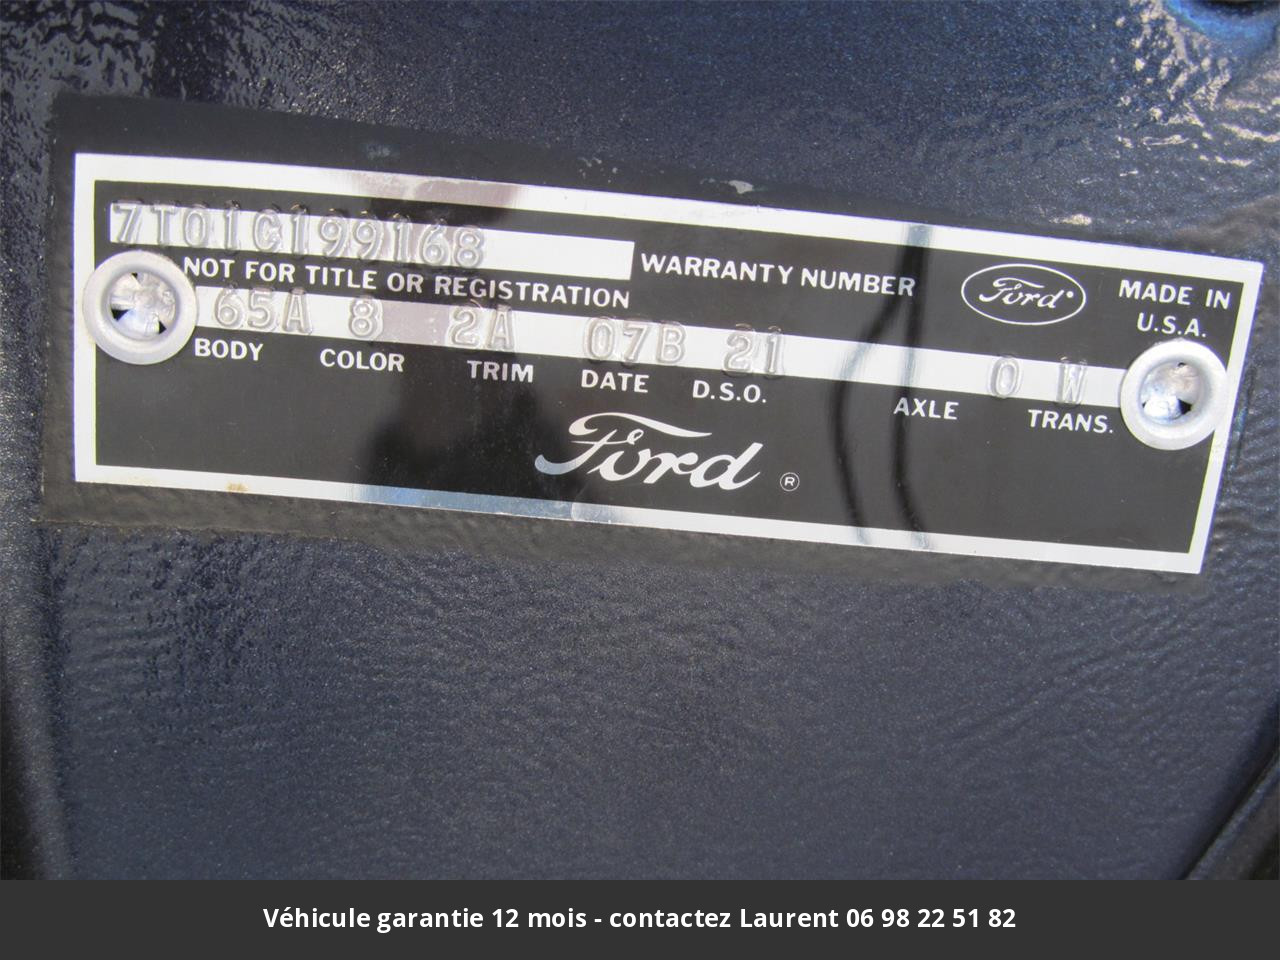 7T01C199168
WARRANTY NUMBER
Ford
MADE IN
U.S.A.
NOT FOR TITLE OR REGISTRATION
65A 8 2A 07B 21 0 W
BODY COLOR TRIM DATE D.S.O. AXLE TRANS.
Ford ®
Véhicule garantie 12 mois - contactez Laurent 06 98 22 51 82